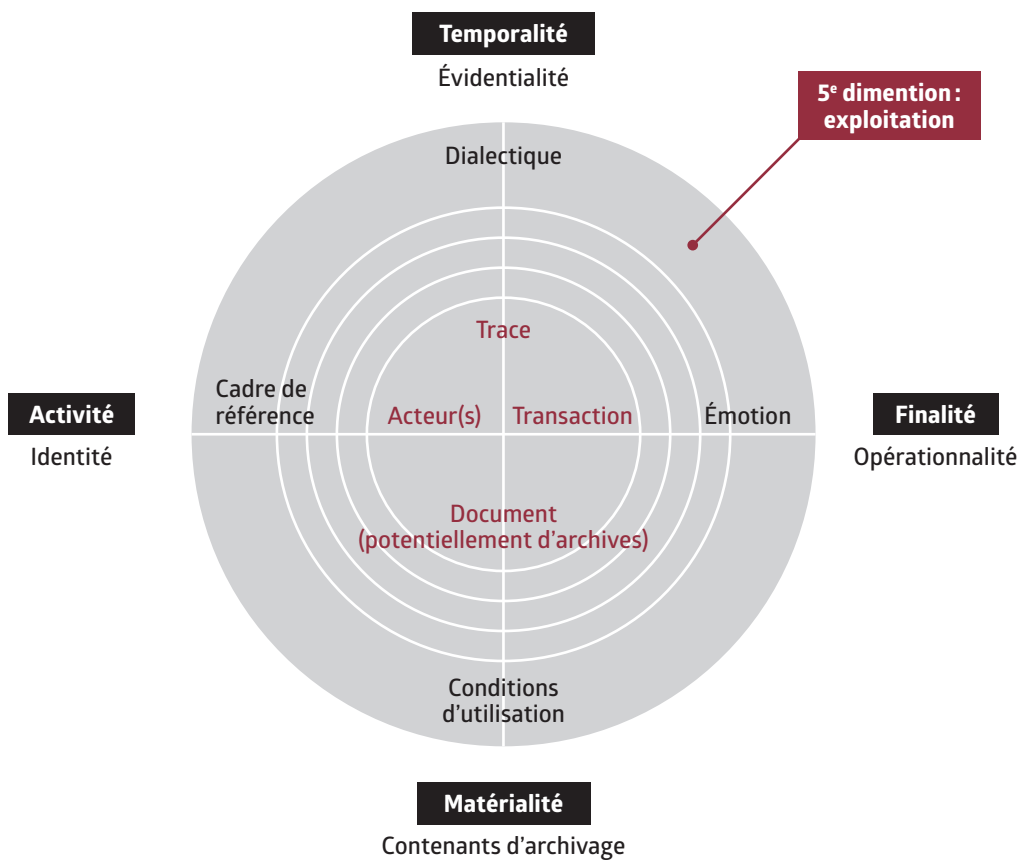 Temporalité
Évidentialité
5e dimention :
exploitation
Dialectique
Trace
Cadre de
référence
Acteur(s)
Transaction
Émotion
Activité
Identité
Finalité
Opérationnalité
Document
(potentiellement d'archives)
Conditions
d'utilisation
Matérialité
Contenants d'archivage